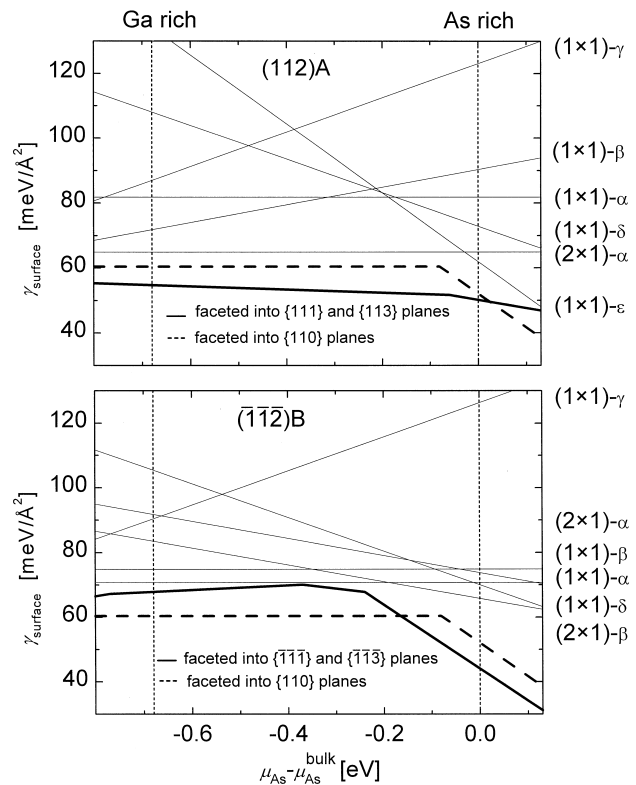 Ga rich
As rich
120
100
80
60
40
γsurface [meV/Å²]
(112)A
(1×1)-γ
(1×1)-β
(1×1)-α
(1×1)-δ
(2×1)-α
(1×1)-ε
faceted into {111} and {113} planes
faceted into {110} planes
120
100
80
60
40
γsurface [meV/Å²]
(1̅1̅2̅)B
(1×1)-γ
(2×1)-α
(1×1)-β
(1×1)-α
(1×1)-δ
(2×1)-β
faceted into {1̅1̅1̅} and {1̅1̅3̅} planes
faceted into {110} planes
-0.6
-0.4
-0.2
0.0
μAs-μAs bulk [eV]